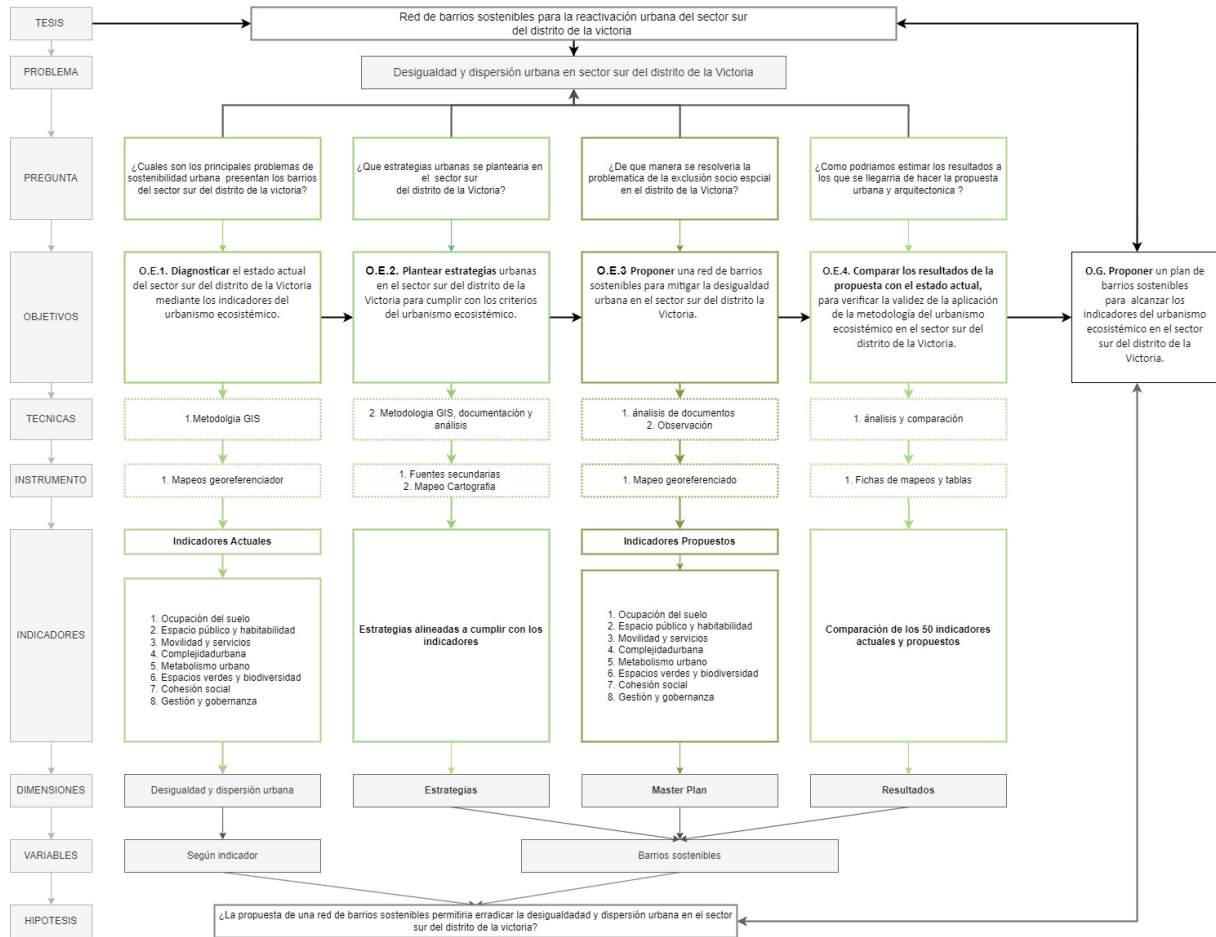 TESIS
Red de barrios sostenibles para la reactivación urbana del sector sur
del distrito de la victoria
PROBLEMA
Desigualdad y dispersión urbana en sector sur del distrito de la Victoria
PREGUNTA
¿Cuales son los principales problemas de
sostenibilidad urbana presentan los barrios
del sector sur del distrito de la victoria?
¿Que estrategias urbanas se plantearia en
el sector sur
del distrito de la Victoria?
¿De que manera se resolveria la
problematica de la exclusión socio espcial
en el distrito de la Victoria?
¿Como podriamos estimar los resultados a
los que se llegarria de hacer la propuesta
urbana y arquitectonica ?
OBJETIVOS
O.E.1. Diagnosticar el estado actual
del sector sur del distrito de la Victoria
mediante los indicadores del
urbanismo ecosistémico.
O.E.2. Plantear estrategias urbanas
en el sector sur del distrito de la
Victoria para cumplir con los criterios
del urbanismo ecosistémico.
O.E.3 Proponer una red de barrios
sostenibles para mitigar la desigualdad
urbana en el sector sur del distrito la
Victoria.
O.E.4. Comparar los resultados de la
propuesta con el estado actual,
para verificar la validez de la aplicación
de la metodología del urbanismo
ecosistémico en el sector sur del
distrito de la Victoria.
O.G. Proponer un plan de
barrios sostenibles
para alcanzar los
indicadores del urbanismo
ecosistémico en el sector
sur del distrito de la
Victoria.
TECNICAS
1.Metodolgia GIS
2. Metodologia GIS, documentación y
análisis
1. ánalisis de documentos
2. Observación
1. ánalisis y comparación
INSTRUMENTO
1. Mapeos georeferenciador
1. Fuentes secundarias
2. Mapeo Cartografia
1. Mapeo georeferenciado
1. Fichas de mapeos y tablas
INDICADORES
Indicadores Actuales
1. Ocupación del suelo
2. Espacio público y habitabilidad
3. Movilidad y servicios
4. Complejidadurbana
5. Metabolismo urbano
6. Espacios verdes y biodiversidad
7. Cohesión social
8. Gestión y gobernanza
Estrategias alineadas a cumplir con los
indicadores
Indicadores Propuestos
1. Ocupación del suelo
2. Espacio público y habitabilidad
3. Movilidad y servicios
4. Complejidadurbana
5. Metabolismo urbano
6. Espacios verdes y biodiversidad
7. Cohesión social
8. Gestión y gobernanza
Comparación de los 50 indicadores
actuales y propuestos
DIMENSIONES
Desigualdad y dispersión urbana
Estrategias
Master Plan
Resultados
VARIABLES
Según indicador
Barrios sostenibles
HIPOTESIS
¿La propuesta de una red de barrios sostenibles permitiria erradicar la desigualdadad y dispersión urbana en el sector
sur del distrito de la victoria?